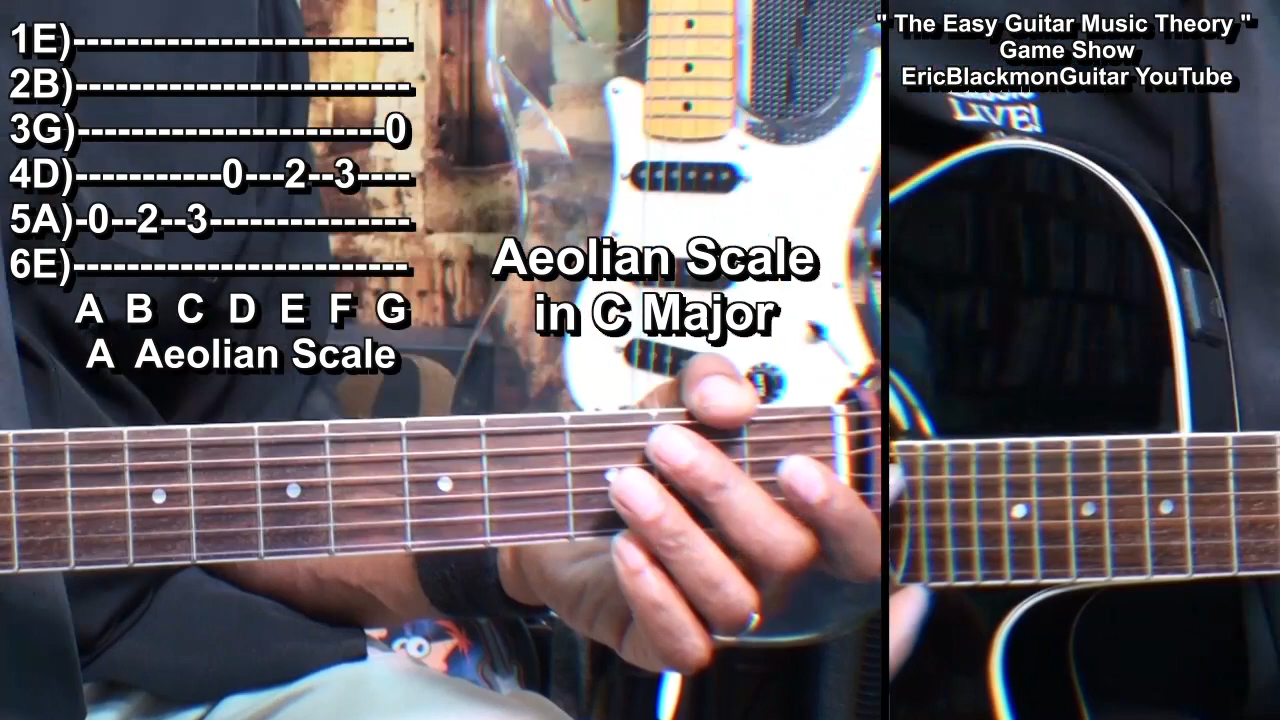 1E)---------------------------
2B)---------------------------
3G)-------------------------0
4D)------------0---2--3----
5A)-0--2--3----------------
6E)---------------------------
A B C D E F G
A Aeolian Scale
Aeolian Scale
in C Major
" The Easy Guitar Music Theory "
Game Show
EricBlackmonGuitar YouTube
LIVE!